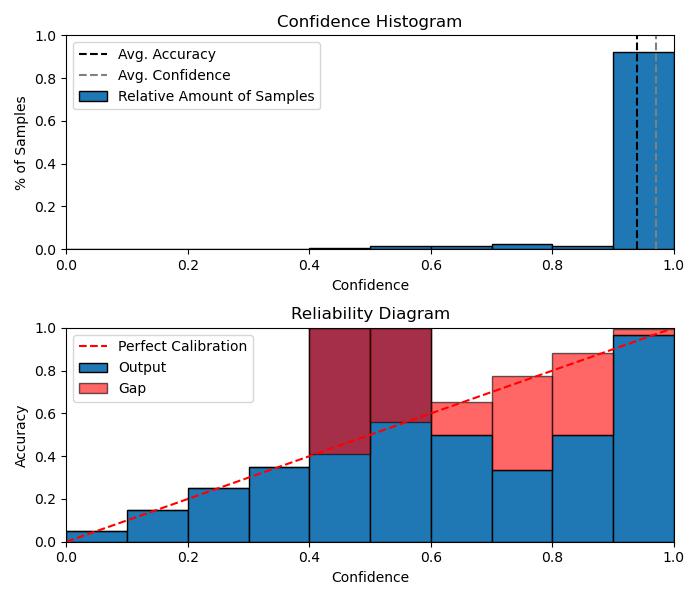 Confidence Histogram
1.0
0.8
0.6
0.4
0.2
0.0
% of Samples
Avg. Accuracy
Avg. Confidence
Relative Amount of Samples
0.0 0.2 0.4 0.6 0.8 1.0
Confidence
Reliability Diagram
1.0
0.8
0.6
0.4
0.2
0.0
Accuracy
Perfect Calibration
Output
Gap
0.0 0.2 0.4 0.6 0.8 1.0
Confidence